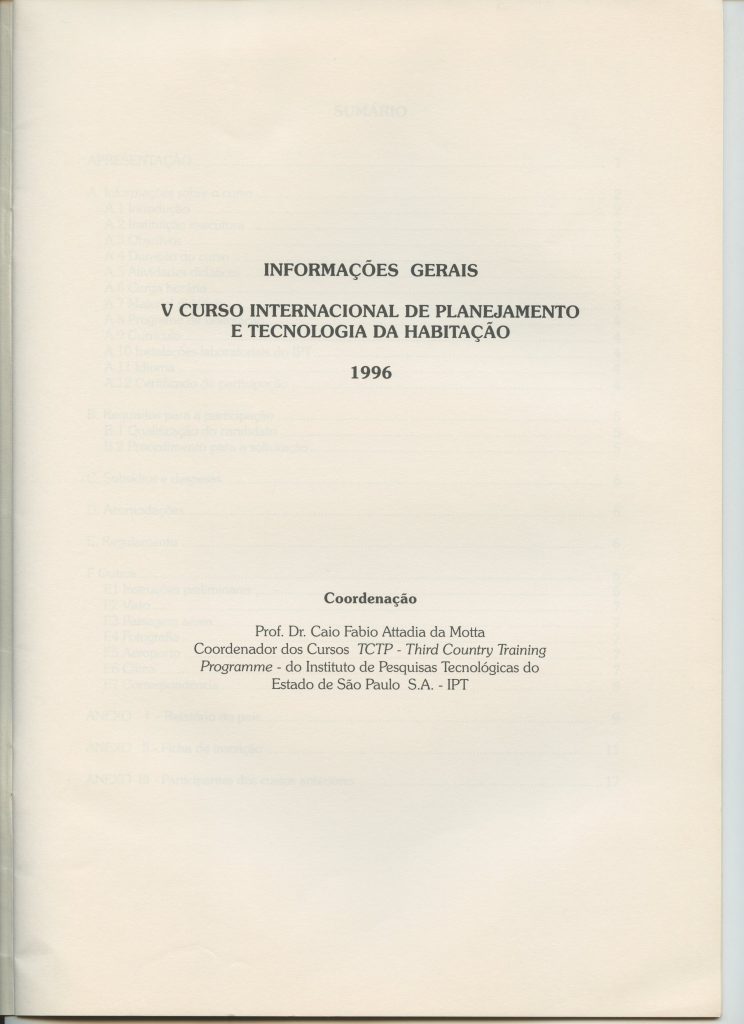 INFORMAÇÕES GERAIS
V CURSO INTERNACIONAL DE PLANEJAMENTO
E TECNOLOGIA DA HABITAÇÃO
1996
Coordenação
Prof. Dr. Caio Fabio Attadia da Motta
Coordenador dos Cursos TCTP - Third Country Training
Programme - do Instituto de Pesquisas Tecnológicas do
Estado de São Paulo S.A. - IPT